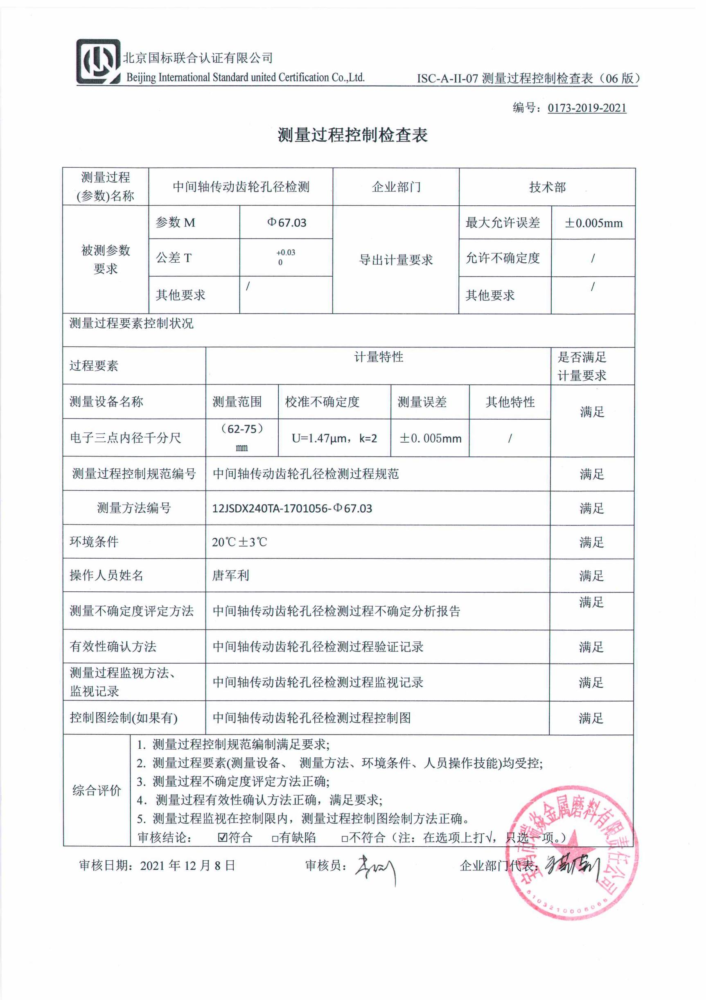 北京国标联合认证有限公司
Beijing International Standard united Certification Co.,Ltd.
ISC-A-II-07 测量过程控制检查表（06 版）
编号：0173-2019-2021
测量过程控制检查表
测量过程
(参数)名称
中间轴传动齿轮孔径检测
企业部门
技术部
被测参数
要求
参数 M
Φ67.03
导出计量要求
最大允许误差
±0.005mm
公差 T
+0.03
0
允许不确定度
/
其他要求
/
其他要求
/
测量过程要素控制状况
过程要素
计量特性
是否满足
计量要求
测量设备名称
测量范围
校准不确定度
测量误差
其他特性
满足
电子三点内径千分尺
（62-75）
mm
U=1.47μm，k=2
±0.005mm
/
测量过程控制规范编号
中间轴传动齿轮孔径检测过程规范
满足
测量方法编号
12JSDX240TA-1701056-Φ67.03
满足
环境条件
20℃±3℃
满足
操作人员姓名
唐军利
满足
测量不确定度评定方法
中间轴传动齿轮孔径检测过程不确定分析报告
满足
有效性确认方法
中间轴传动齿轮孔径检测过程验证记录
满足
测量过程监视方法、
监视记录
中间轴传动齿轮孔径检测过程监视记录
满足
控制图绘制(如果有)
中间轴传动齿轮孔径检测过程控制图
满足
综合评价
1. 测量过程控制规范编制满足要求;
2. 测量过程要素(测量设备、 测量方法、环境条件、人员操作技能)均受控;
3. 测量过程不确定度评定方法正确;
4. 测量过程有效性确认方法正确，满足要求;
5. 测量过程监视在控制限内，测量过程控制图绘制方法正确。
审核结论： ☑符合 □有缺陷 □不符合（注：在选项上打√，只选一项。）
审核日期：2021 年 12 月 8 日
审核员：
企业部门代表：
金属磨料有限责任公司